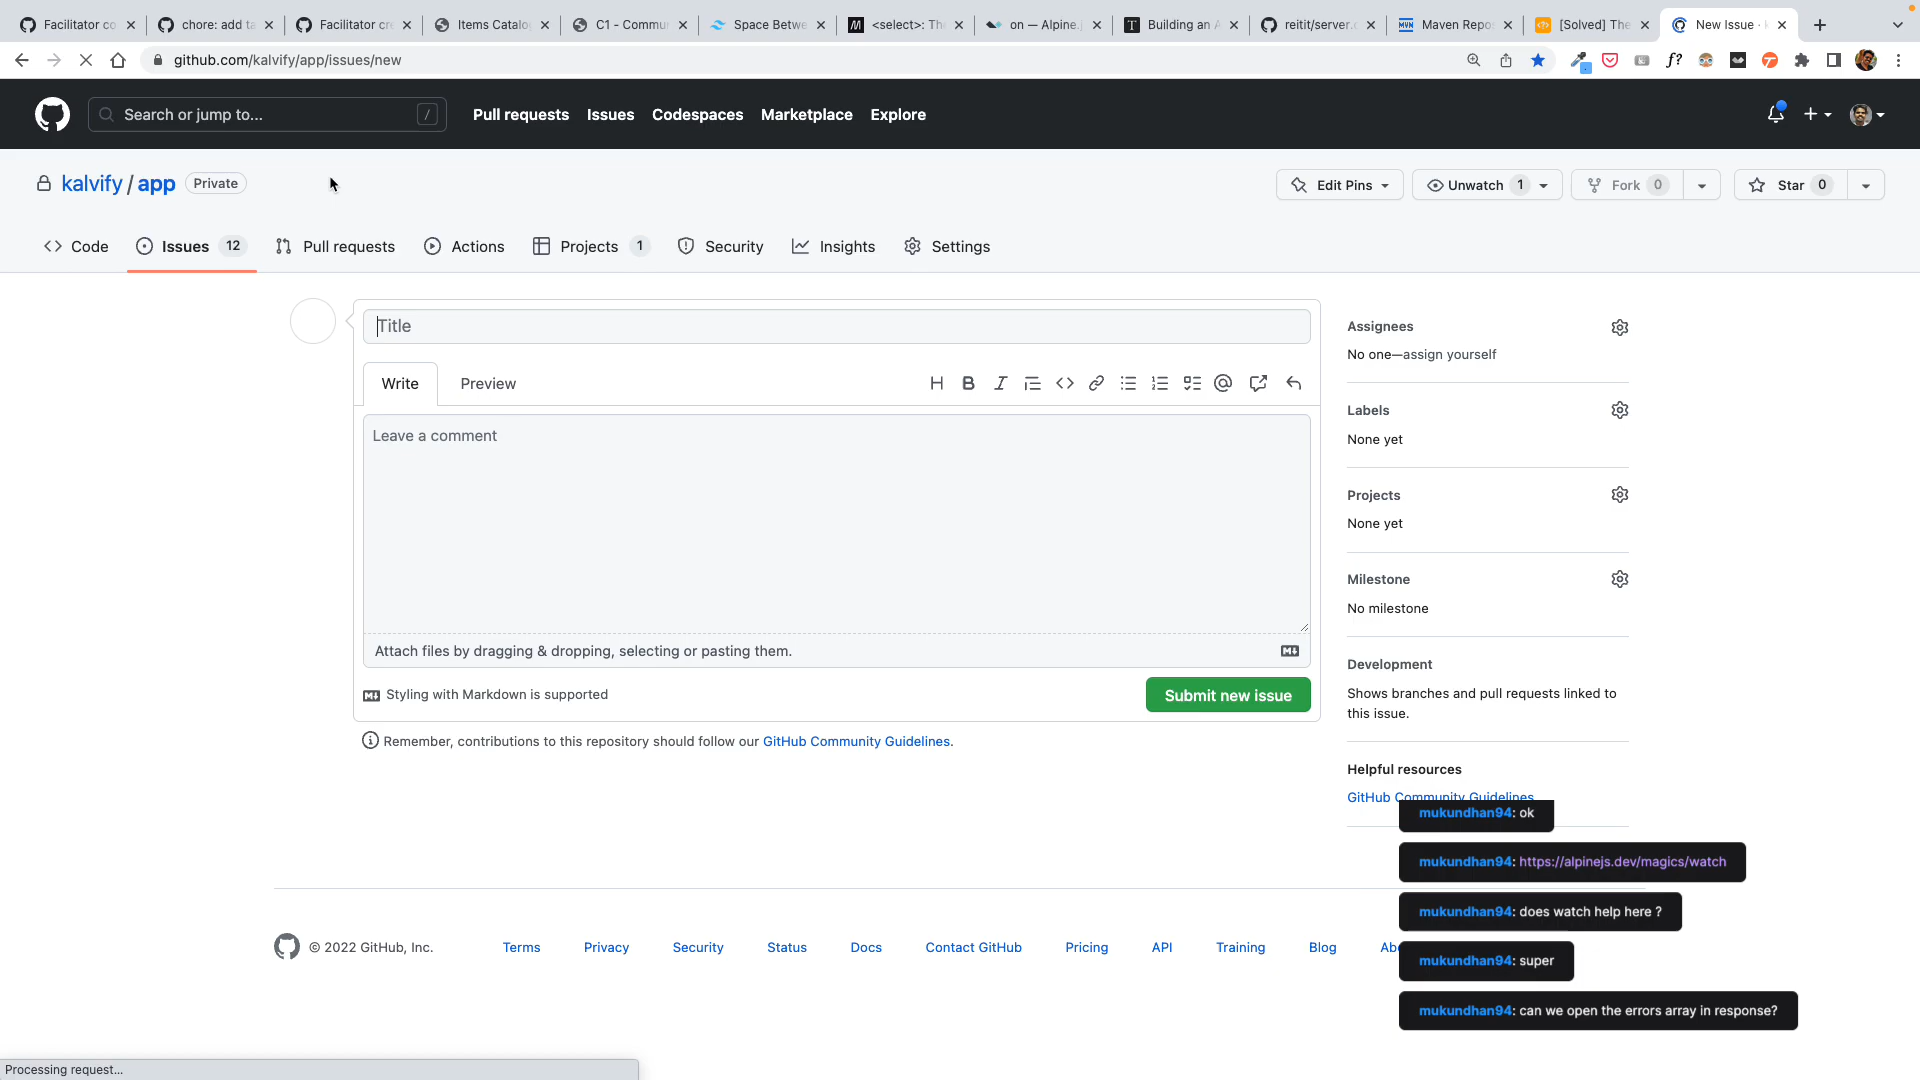 Facilitator co
chore: add ta
Facilitator cre
Items Catalo
C1 - Commu
Space Betwe
<select>: The
on — Alpine.j
Building an A
reitit/server.c
Maven Repos
[Solved] The
New Issue · k
github.com/kalvify/app/issues/new
Search or jump to...
/
Pull requests
Issues
Codespaces
Marketplace
Explore
kalvify / app
Private
Edit Pins
Unwatch 1
Fork 0
Star 0
Code
Issues 12
Pull requests
Actions
Projects 1
Security
Insights
Settings
Title
Write
Preview
Leave a comment
Attach files by dragging & dropping, selecting or pasting them.
Styling with Markdown is supported
Submit new issue
Remember, contributions to this repository should follow our GitHub Community Guidelines.
Assignees
No one—assign yourself
Labels
None yet
Projects
None yet
Milestone
No milestone
Development
Shows branches and pull requests linked to
this issue.
Helpful resources
GitHub Community Guidelines
mukundhan94: ok
mukundhan94: https://alpinejs.dev/magics/watch
mukundhan94: does watch help here ?
mukundhan94: super
mukundhan94: can we open the errors array in response?
© 2022 GitHub, Inc.
Terms
Privacy
Security
Status
Docs
Contact GitHub
Pricing
API
Training
Blog
Ab
Processing request...